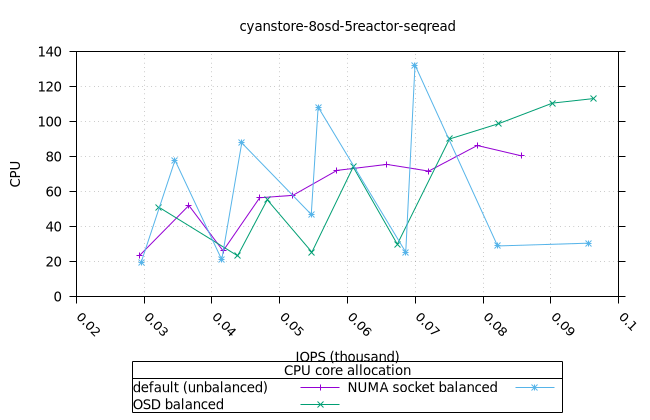 cyanstore-8osd-5reactor-seqread
140
120
100
80
60
40
20
0
CPU
0.02
0.03
0.04
0.05
0.06
0.07
0.08
0.09
0.1
IOPS (thousand)
CPU core allocation
default (unbalanced) NUMA socket balanced
OSD balanced